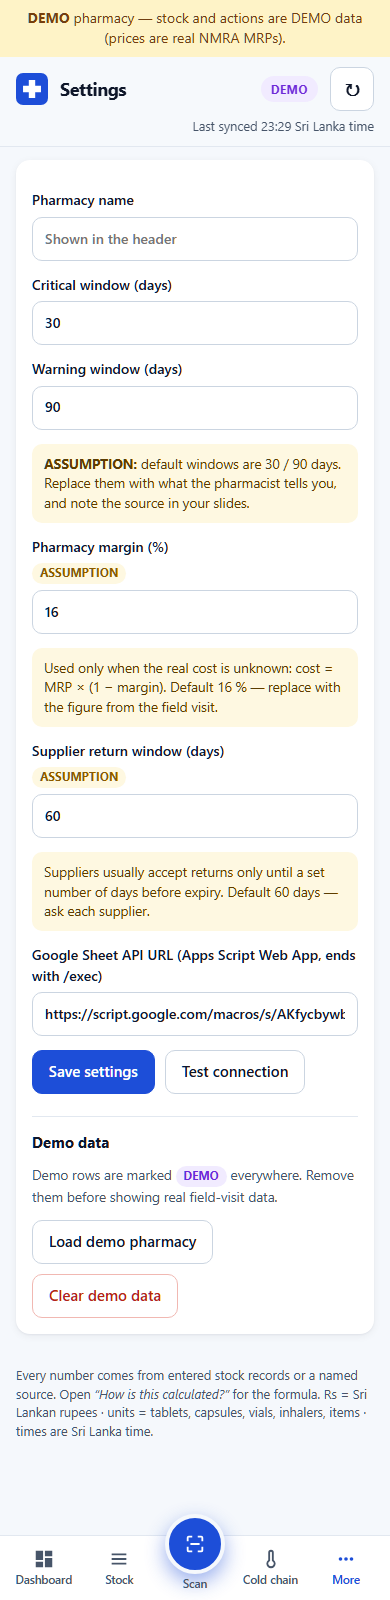 DEMO pharmacy — stock and actions are DEMO data
(prices are real NMRA MRPs).
Settings
DEMO
↻
Last synced 23:29 Sri Lanka time
Pharmacy name
Shown in the header
Critical window (days)
30
Warning window (days)
90
ASSUMPTION: default windows are 30 / 90 days.
Replace them with what the pharmacist tells you,
and note the source in your slides.
Pharmacy margin (%)
ASSUMPTION
16
Used only when the real cost is unknown: cost =
MRP × (1 − margin). Default 16 % — replace with
the figure from the field visit.
Supplier return window (days)
ASSUMPTION
60
Suppliers usually accept returns only until a set
number of days before expiry. Default 60 days —
ask each supplier.
Google Sheet API URL (Apps Script Web App, ends
with /exec)
https://script.google.com/macros/s/AKfycbywb
Save settings
Test connection
Demo data
Demo rows are marked DEMO everywhere. Remove
them before showing real field-visit data.
Load demo pharmacy
Clear demo data
Every number comes from entered stock records or a named
source. Open “How is this calculated?” for the formula. Rs = Sri
Lankan rupees · units = tablets, capsules, vials, inhalers, items ·
times are Sri Lanka time.
Dashboard
Stock
Scan
Cold chain
More